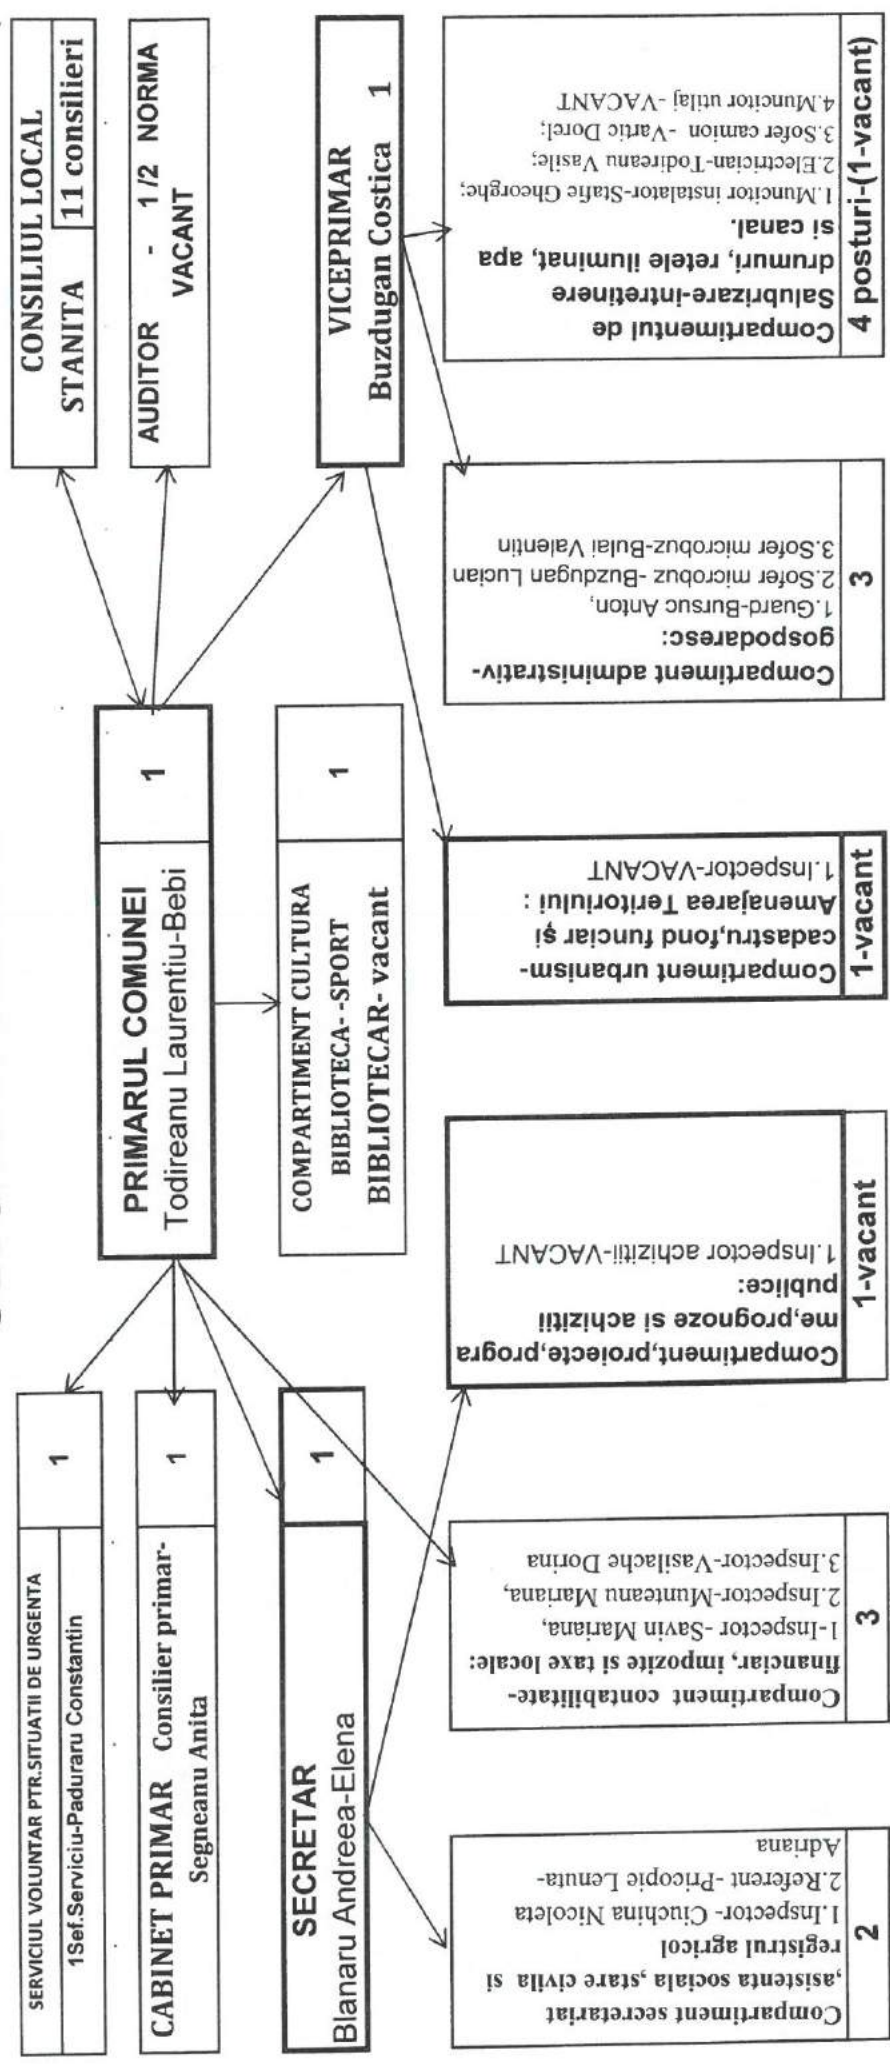 CONSILIUL LOCAL
STANITA
11 consilieri
AUDITOR - 1/2 NORMA
VACANT
PRIMARUL COMUNEI
Todireanu Laurentiu-Bebi
1
SERVICIUL VOLUNTAR PTR.SITUATII DE URGENTA
1Sef.Serviciu-Paduraru Constantin
1
CABINET PRIMAR Consilier primar-
Segneanu Anita
1
SECRETAR
Blanaru Andreea-Elena
1
COMPARTIMENT CULTURA
BIBLIOTECA- -SPORT
BIBLIOTECAR- vacant
1
VICEPRIMAR
Buzdugan Costica 1
Compartiment secretariat
,asistenta sociala ,stare civila si
registrul agricol
1.Inspector- Ciuchina Nicoleta
2.Referent -Pricopie Lenuta-
Adriana
2
Compartiment contabilitate-
financiar, impozite si taxe locale:
1-Inspector -Savin Mariana,
2.Inspector-Munteanu Mariana,
3.Inspector-Vasilache Dorina
3
Compartiment,proiecte,progra
me,prognoze si achizitii
publice:
1.Inspector achizitii-VACANT
1-vacant
Compartiment urbanism-
cadastru,fond funciar şi
Amenajarea Teritoriului :
1.Inspector-VACANT
1-vacant
Compartiment administrativ-
gospodaresc:
1.Guard-Bursuc Anton,
2.Sofer microbuz -Buzdugan Lucian
3.Sofer microbuz-Bulai Valentin
3
Compartimentul de
Salubrizare-intretinere
drumuri, retele iluminat, apa
si canal.
1.Muncitor instalator-Stafie Gheorghe;
2.Electrician-Todireanu Vasile;
3.Sofer camion -Vartic Dorel;
4.Muncitor utilaj -VACANT
4 posturi-(1-vacant)